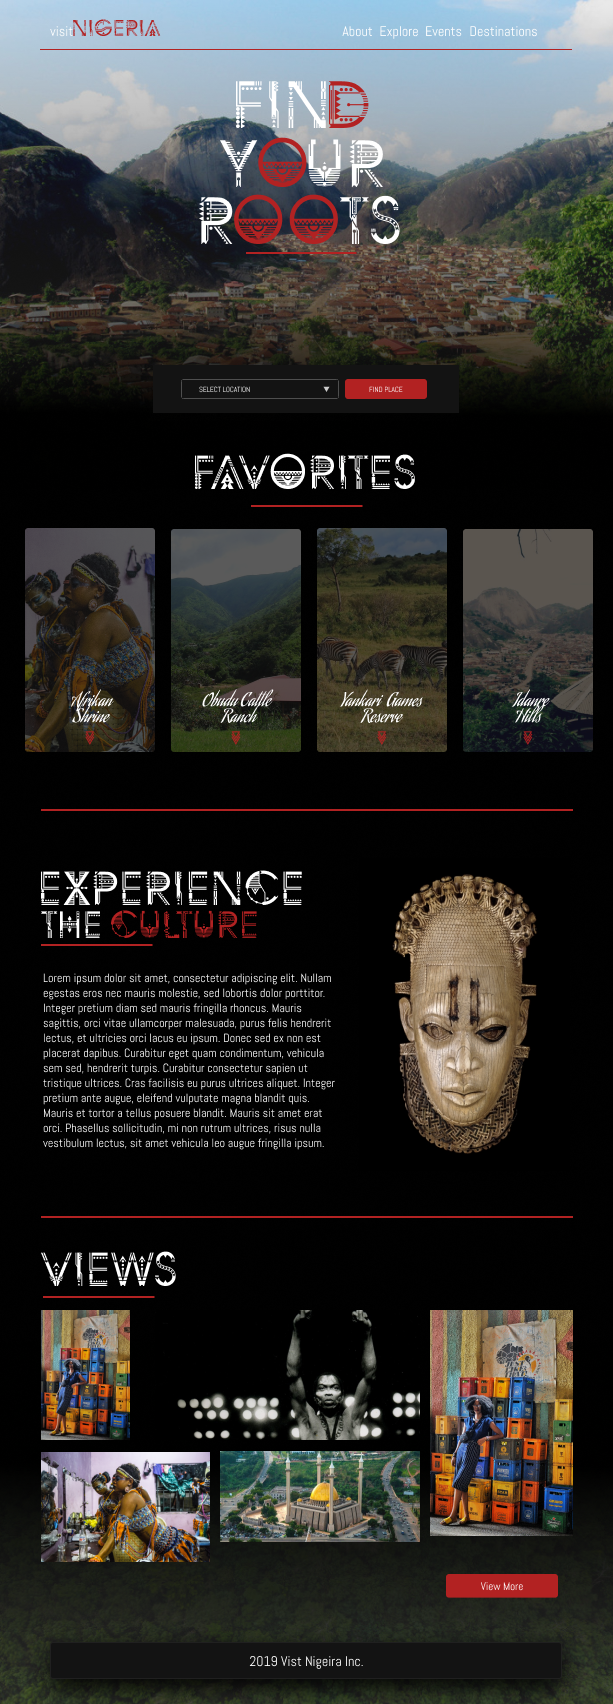 visit NIGERIA
About Explore Events Destinations
FIND
YOUR
ROOTS
SELECT LOCATION
FIND PLACE
FAVORITES
Afrikan
Shrine
Obudu Cattle
Ranch
Yankari Games
Reserve
Idanre
Hills
EXPERIENCE
THE CULTURE
Lorem ipsum dolor sit amet, consectetur adipiscing elit. Nullam
egestas eros nec mauris molestie, sed lobortis dolor porttitor.
Integer pretium diam sed mauris fringilla rhoncus. Mauris
sagittis, orci vitae ullamcorper malesuada, purus felis hendrerit
lectus, et ultricies orci lacus eu ipsum. Donec sed ex non est
placerat dapibus. Curabitur eget quam condimentum, vehicula
sem sed, hendrerit turpis. Curabitur consectetur sapien ut
tristique ultrices. Cras facilisis eu purus ultrices aliquet. Integer
pretium ante augue, eleifend vulputate magna blandit quis.
Mauris et tortor a tellus posuere blandit. Mauris sit amet erat
orci. Phasellus sollicitudin, mi non rutrum ultrices, risus nulla
vestibulum lectus, sit amet vehicula leo augue fringilla ipsum.
VIEWS
View More
2019 Vist Nigeira Inc.